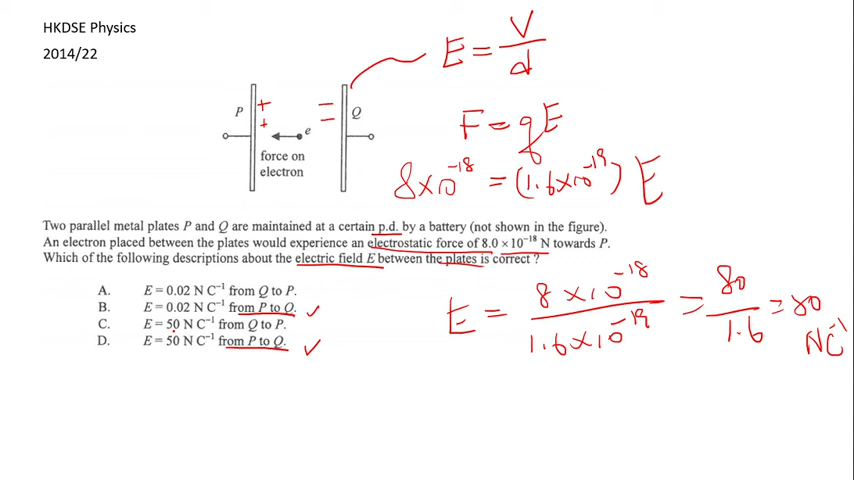 HKDSE Physics
2014/22
E = V/d
P + + = Q
e
force on
electron
F = qE
8×10⁻¹⁸ = (1.6×10⁻¹⁹) E
Two parallel metal plates P and Q are maintained at a certain p.d. by a battery (not shown in the figure).
An electron placed between the plates would experience an electrostatic force of 8.0 × 10⁻¹⁸ N towards P.
Which of the following descriptions about the electric field E between the plates is correct ?
A. E = 0.02 N C⁻¹ from Q to P.
B. E = 0.02 N C⁻¹ from P to Q. ✓
C. E = 50 N C⁻¹ from Q to P.
D. E = 50 N C⁻¹ from P to Q. ✓
E = 8×10⁻¹⁸/1.6×10⁻¹⁹ = 80/1.6 = 80
NC⁻¹